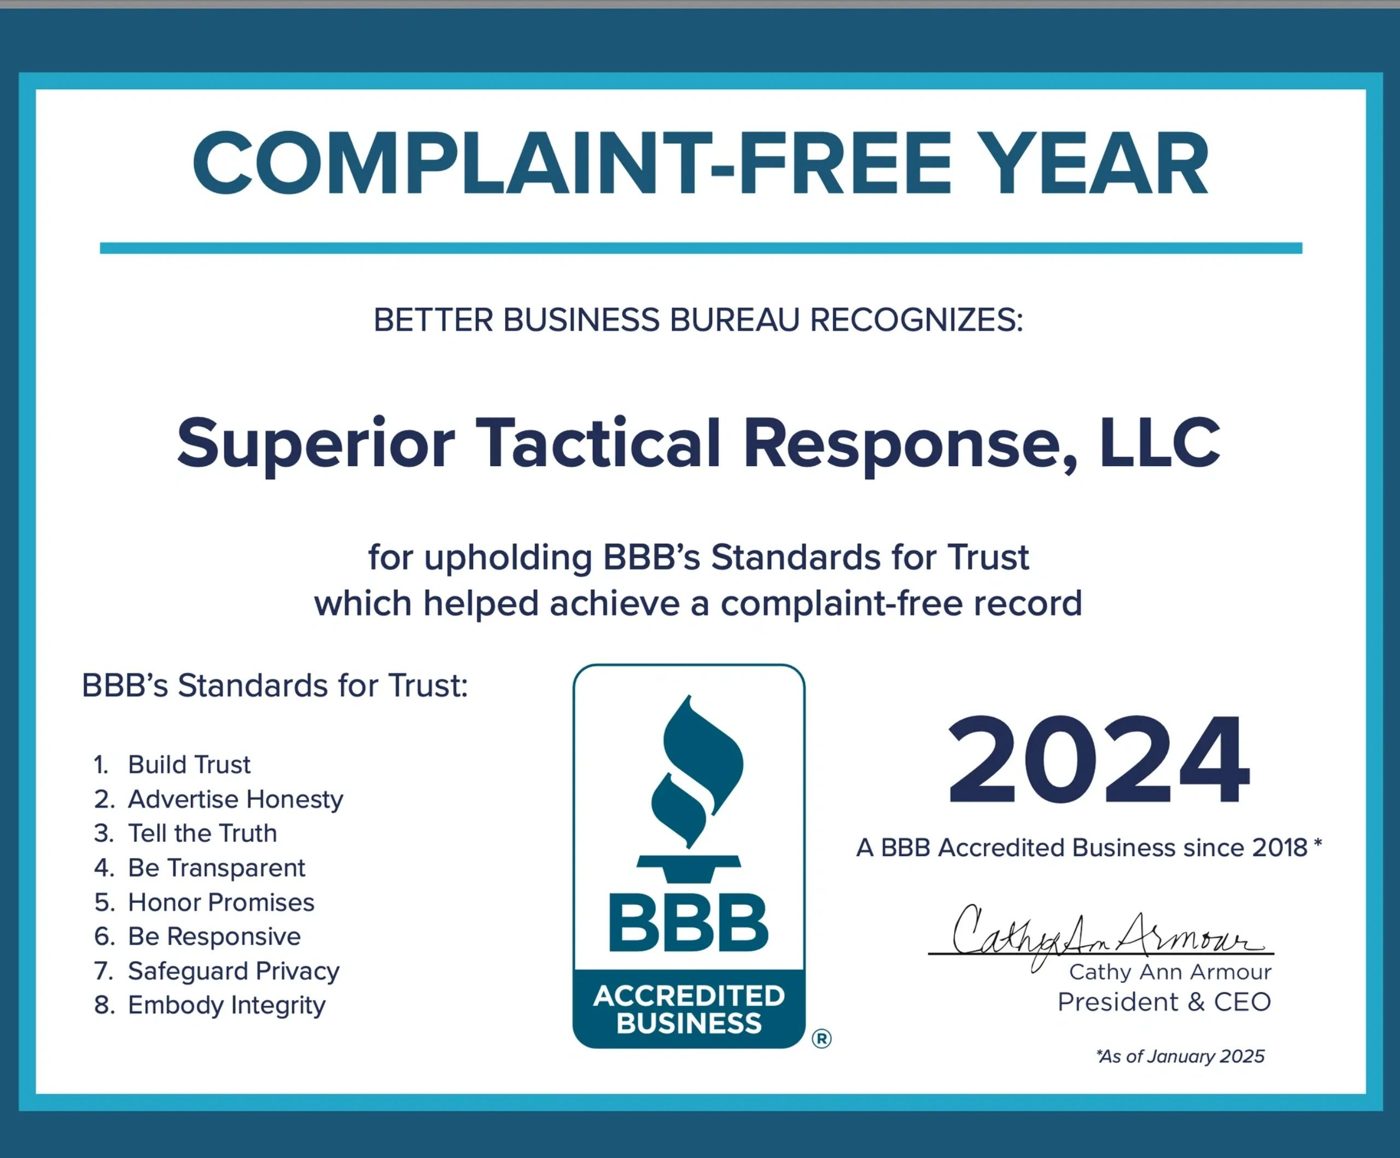 COMPLAINT-FREE YEAR
BETTER BUSINESS BUREAU RECOGNIZES:
Superior Tactical Response, LLC
for upholding BBB’s Standards for Trust
which helped achieve a complaint-free record
BBB’s Standards for Trust:
1. Build Trust
2. Advertise Honesty
3. Tell the Truth
4. Be Transparent
5. Honor Promises
6. Be Responsive
7. Safeguard Privacy
8. Embody Integrity
BBB
ACCREDITED
BUSINESS
®
2024
A BBB Accredited Business since 2018*
Cathy Ann Armour
Cathy Ann Armour
President & CEO
*As of January 2025